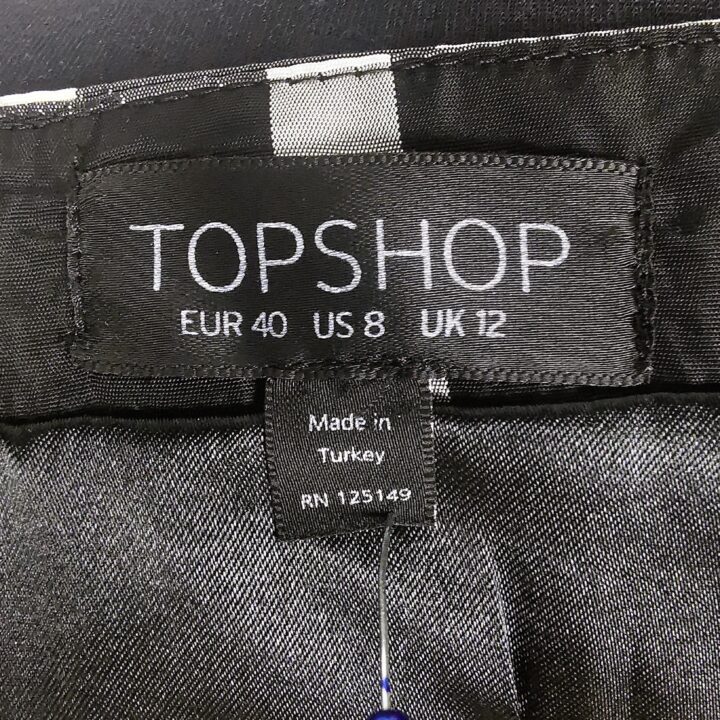 TOPSHOP
EUR 40 US 8 UK 12
Made in
Turkey
RN 125149